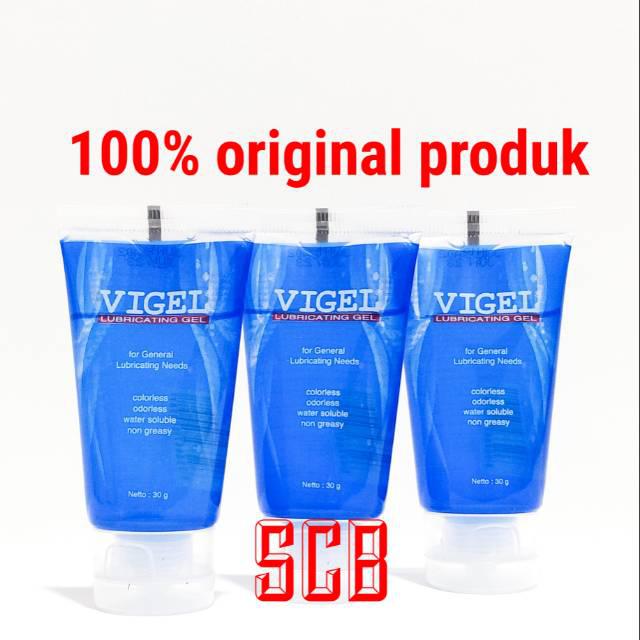 100% original produk
VIGEL
LUBRICATING GEL
for General
Lubricating Needs
colorless
odorless
water soluble
non greasy
Netto : 30 g
VIGEL
LUBRICATING GEL
for General
Lubricating Needs
colorless
odorless
water soluble
non greasy
Netto : 30 g
VIGEL
LUBRICATING GEL
for General
Lubricating Needs
colorless
odorless
water soluble
non greasy
Netto : 30 g
SCB